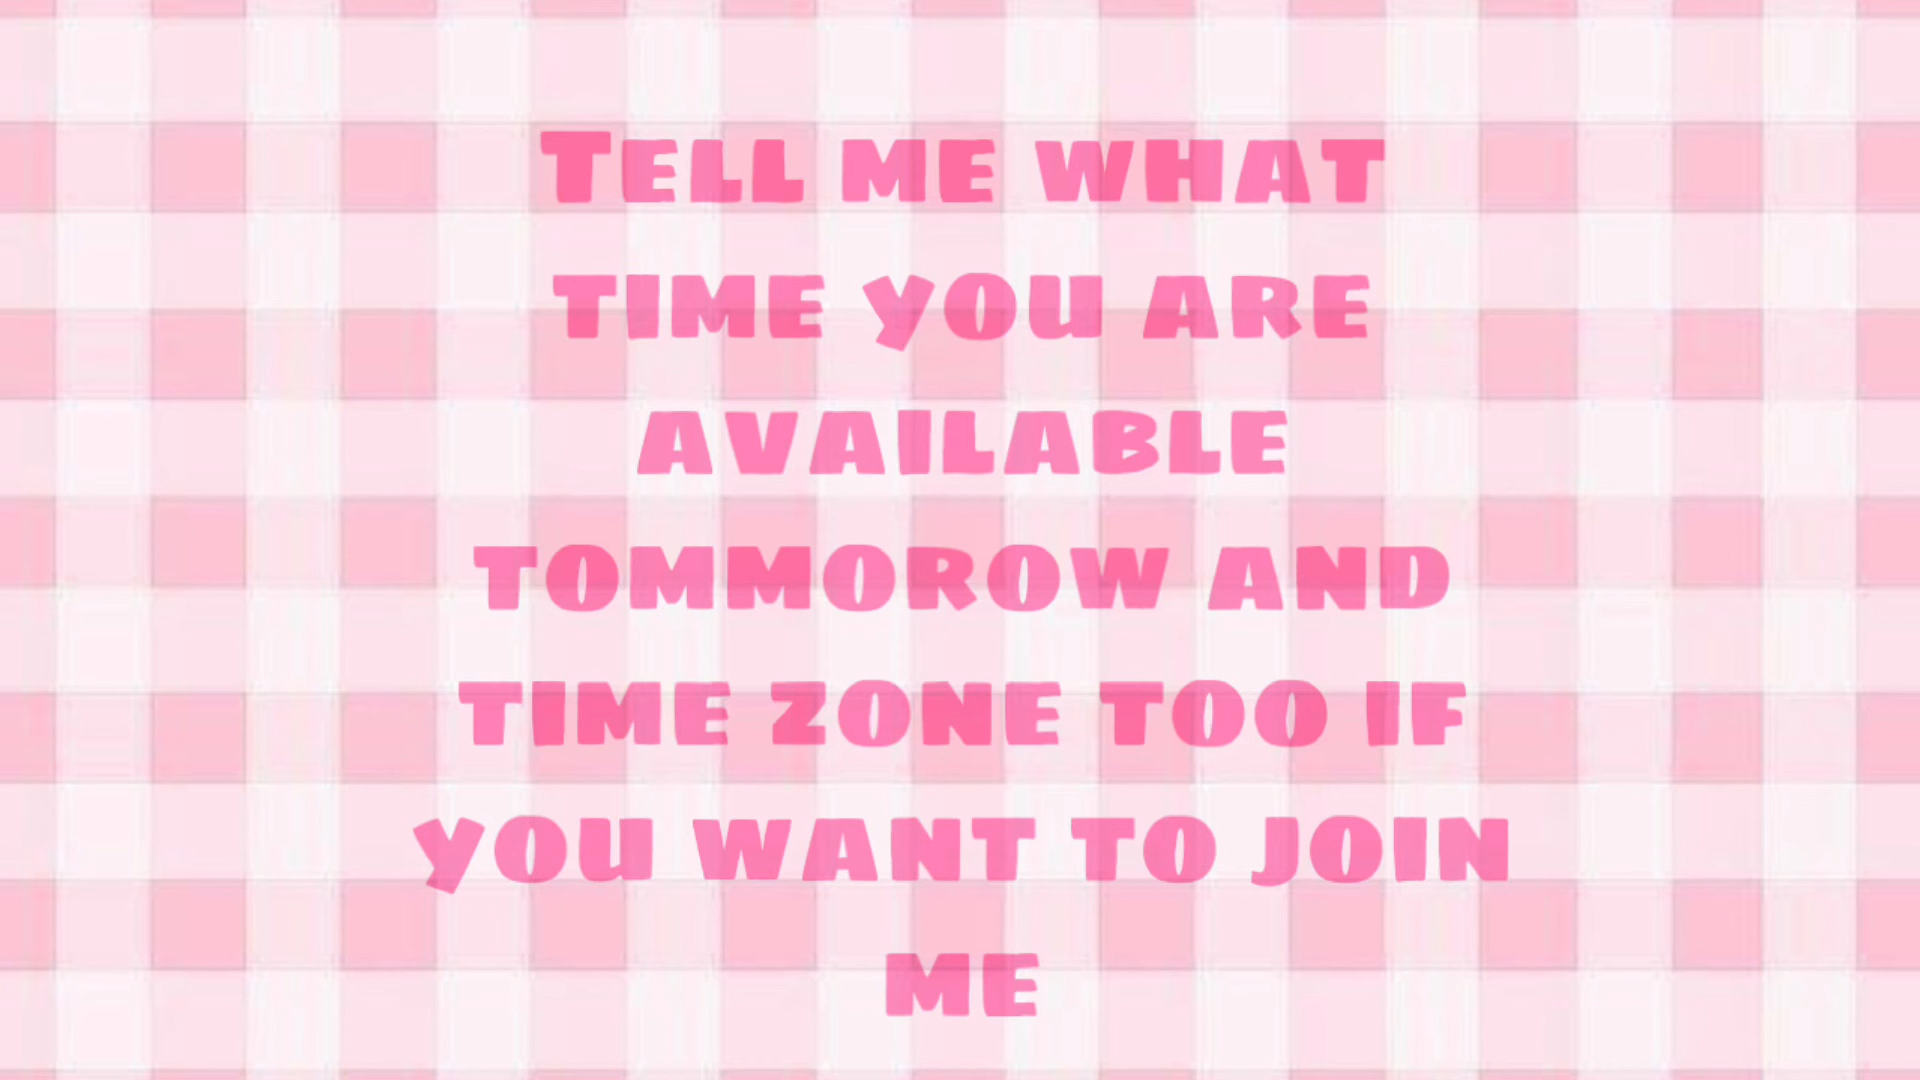 Tell me what
time you are
available
tommorow and
time zone too if
you want to join
me